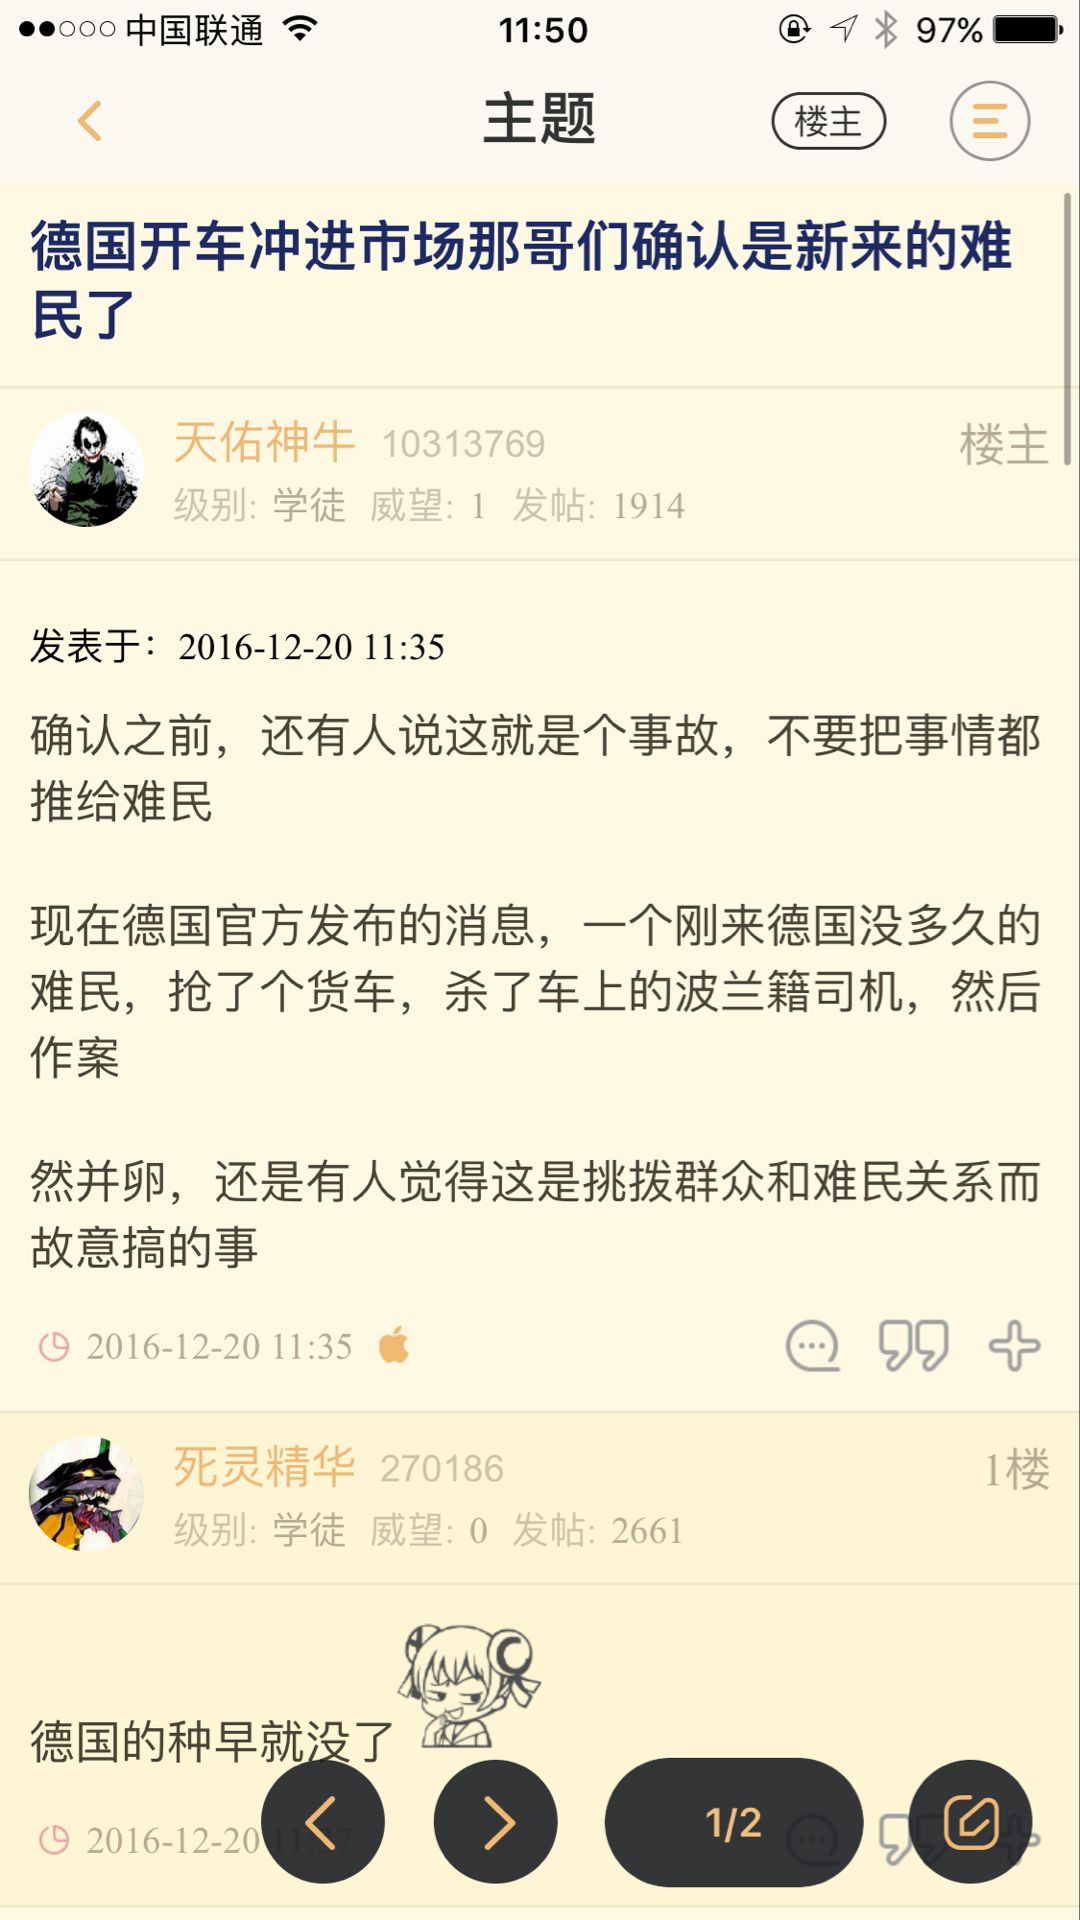 中国联通 11:50 97%
主题 楼主
德国开车冲进市场那哥们确认是新来的难
民了
天佑神牛 10313769 楼主
级别: 学徒 威望: 1 发帖: 1914
发表于：2016-12-20 11:35
确认之前，还有人说这就是个事故，不要把事情都
推给难民
现在德国官方发布的消息，一个刚来德国没多久的
难民，抢了个货车，杀了车上的波兰籍司机，然后
作案
然并卵，还是有人觉得这是挑拨群众和难民关系而
故意搞的事
2016-12-20 11:35
死灵精华 270186 1楼
级别: 学徒 威望: 0 发帖: 2661
德国的种早就没了
2016-12-20 11:37
1/2